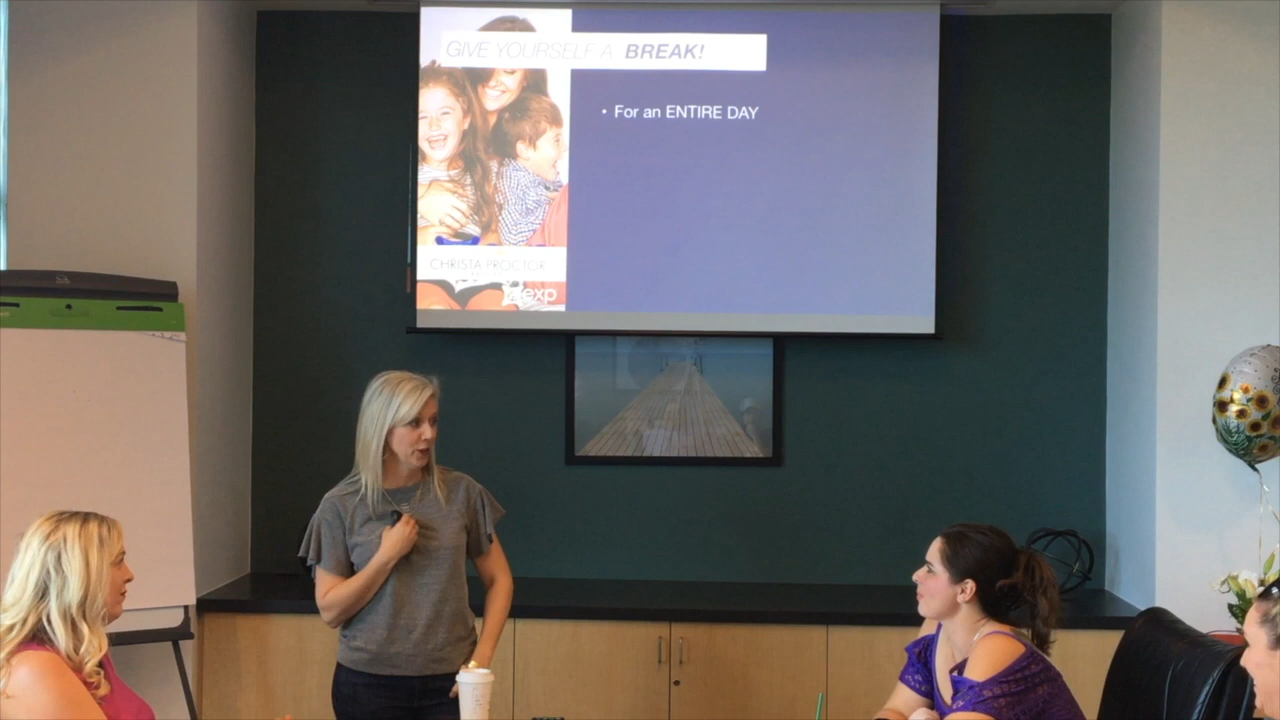 GIVE YOURSELF A BREAK!
• For an ENTIRE DAY
CHRISTA PROCTOR
exp